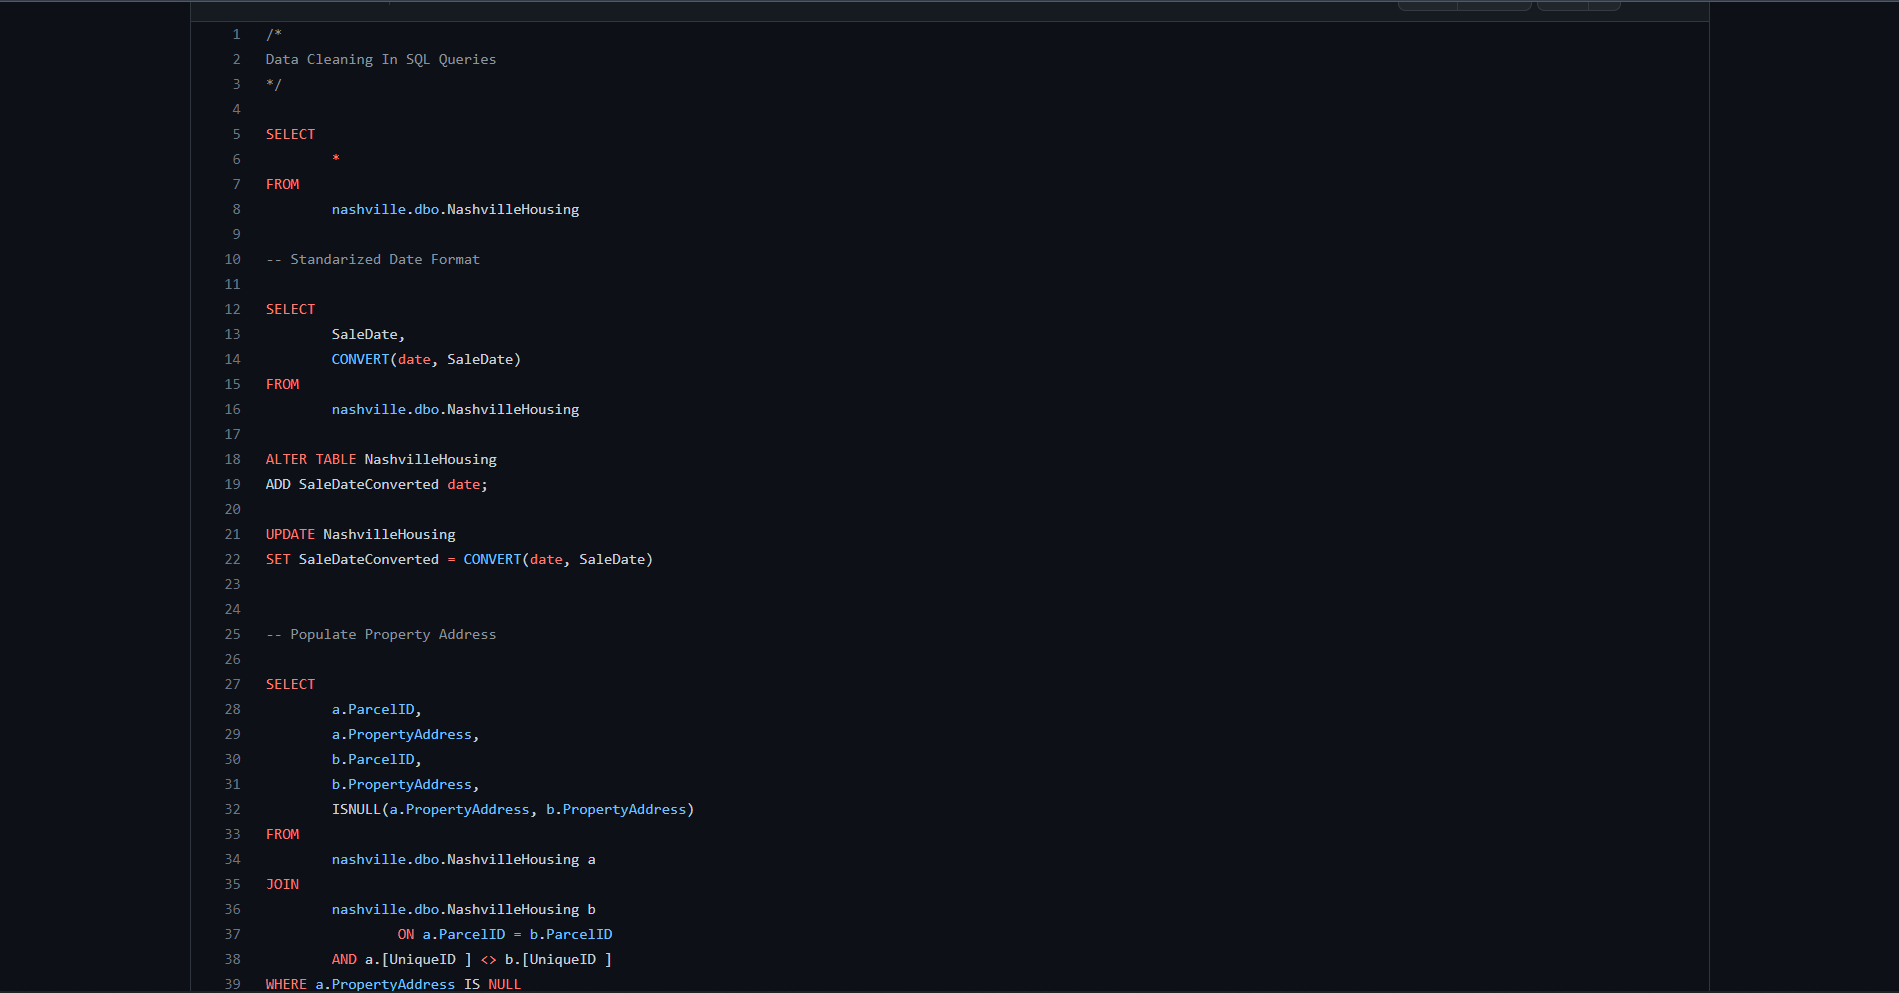 1 /*
2 Data Cleaning In SQL Queries
3 */
4
5 SELECT
6 *
7 FROM
8 nashville.dbo.NashvilleHousing
9
10 -- Standarized Date Format
11
12 SELECT
13 SaleDate,
14 CONVERT(date, SaleDate)
15 FROM
16 nashville.dbo.NashvilleHousing
17
18 ALTER TABLE NashvilleHousing
19 ADD SaleDateConverted date;
20
21 UPDATE NashvilleHousing
22 SET SaleDateConverted = CONVERT(date, SaleDate)
23
24
25 -- Populate Property Address
26
27 SELECT
28 a.ParcelID,
29 a.PropertyAddress,
30 b.ParcelID,
31 b.PropertyAddress,
32 ISNULL(a.PropertyAddress, b.PropertyAddress)
33 FROM
34 nashville.dbo.NashvilleHousing a
35 JOIN
36 nashville.dbo.NashvilleHousing b
37 ON a.ParcelID = b.ParcelID
38 AND a.[UniqueID ] <> b.[UniqueID ]
39 WHERE a.PropertyAddress IS NULL